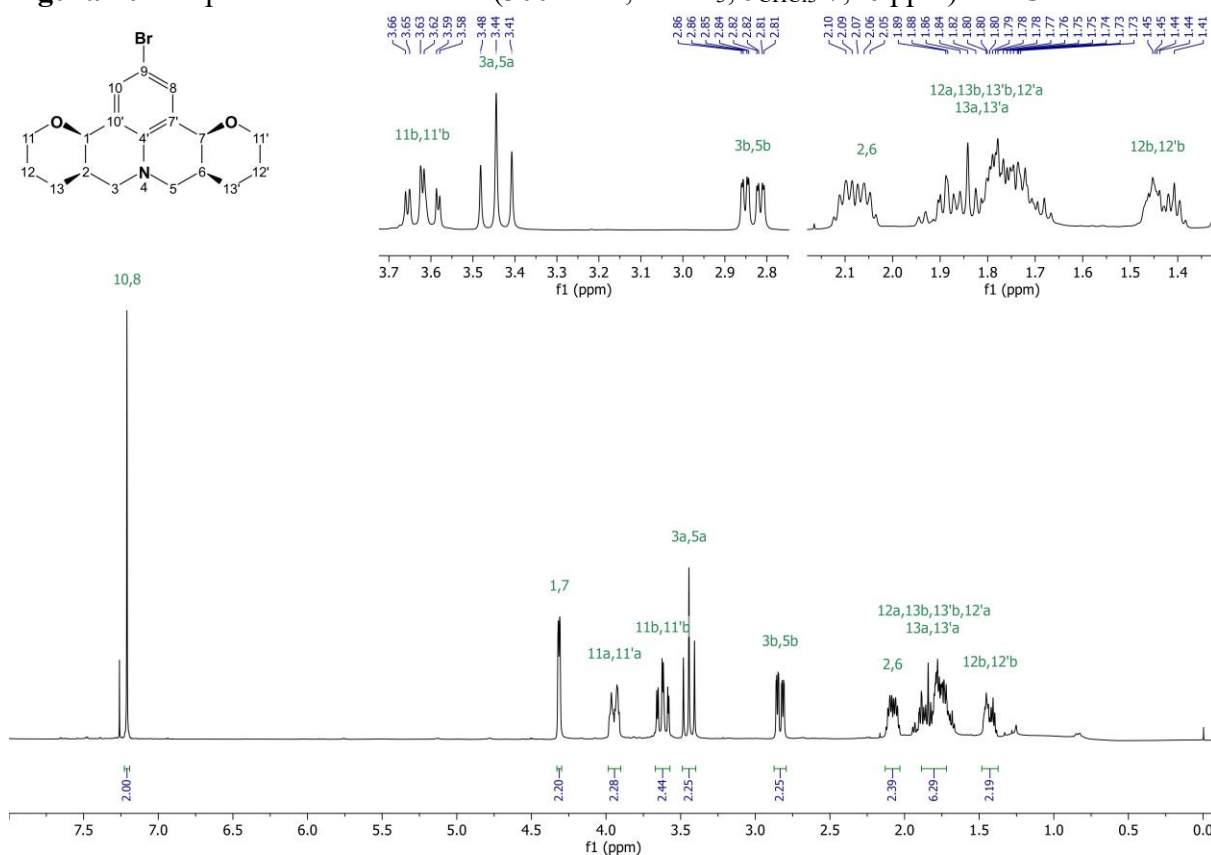 3.66 3.65 3.63 3.62 3.59 3.58 3.48 3.44 3.41
2.86 2.86 2.85 2.84 2.82 2.82 2.81 2.81
2.10 2.09 2.07 2.06 2.05 1.89 1.88 1.86 1.84 1.82 1.80 1.80 1.80 1.79 1.78 1.78 1.77 1.76 1.75 1.75 1.74 1.73 1.73 1.45 1.45 1.44 1.44 1.41
Br
9
10 8
O 10' 7' O
11 1 4' 7 11'
12 2 N 6 12'
13 3 4 5 13'
11b,11'b
3a,5a
3b,5b
3.7 3.6 3.5 3.4 3.3 3.2 3.1 3.0 2.9 2.8
f1 (ppm)
2,6
12a,13b,13'b,12'a
13a,13'a
12b,12'b
2.1 2.0 1.9 1.8 1.7 1.6 1.5 1.4
f1 (ppm)
10,8
1,7
11a,11'a
11b,11'b
3a,5a
3b,5b
2,6
12a,13b,13'b,12'a
13a,13'a
12b,12'b
2.00 2.20 2.28 2.44 2.25 2.25 2.39 6.29 2.19
7.5 7.0 6.5 6.0 5.5 5.0 4.5 4.0 3.5 3.0 2.5 2.0 1.5 1.0 0.5 0.0
f1 (ppm)